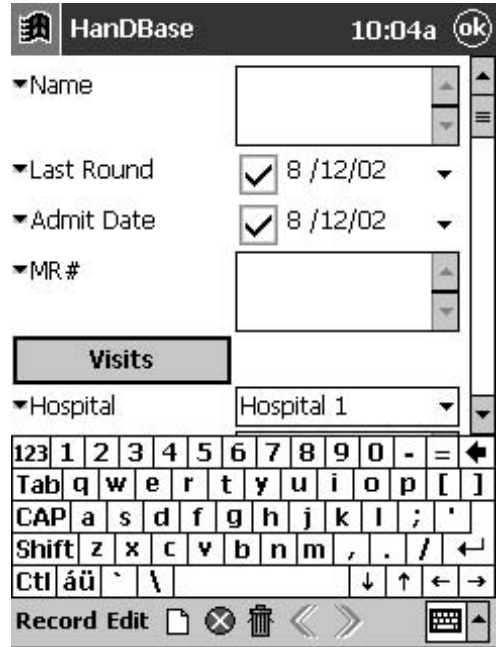 HanDBase 10:04a ok
Name
Last Round 8 /12/02
Admit Date 8 /12/02
MR#
Visits
Hospital Hospital 1
123 1 2 3 4 5 6 7 8 9 0 - =
Tab q w e r t y u i o p [ ]
CAP a s d f g h j k l ; '
Shift z x c v b n m , . /
Ctl áü ` \
Record Edit